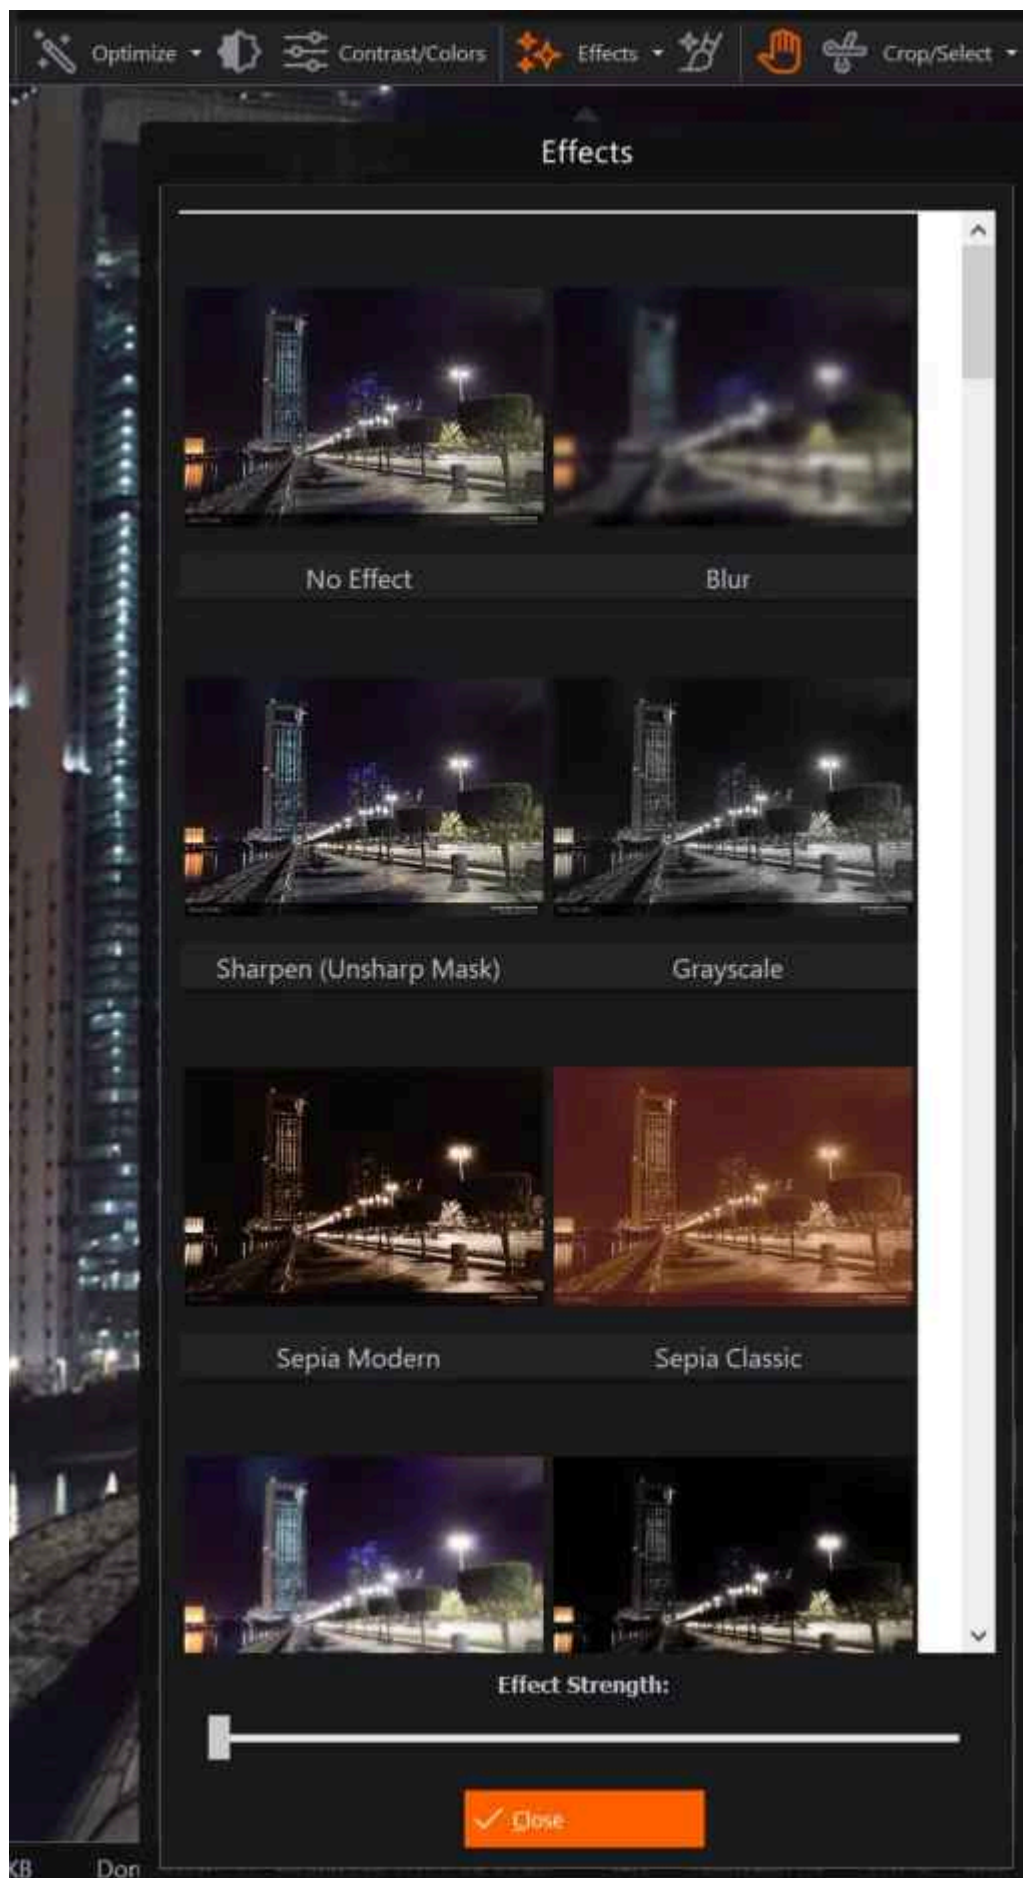 Optimize Contrast/Colors Effects Crop/Select
Effects
No Effect Blur
Sharpen (Unsharp Mask) Grayscale
Sepia Modern Sepia Classic
Effect Strength:
Close
KB Don